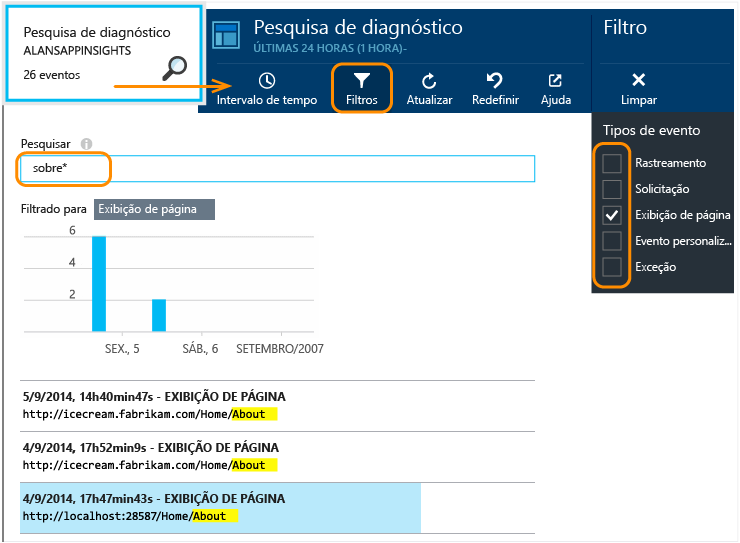 Pesquisa de diagnóstico
ALANSAPPINSIGHTS
26 eventos
Pesquisa de diagnóstico
ÚLTIMAS 24 HORAS (1 HORA)-
Intervalo de tempo
Filtros
Atualizar
Redefinir
Ajuda
Filtro
Limpar
Tipos de evento
Rastreamento
Solicitação
Exibição de página
Evento personaliz...
Exceção
Pesquisar
sobre*
Filtrado para Exibição de página
6
4
2
SEX., 5 SÁB., 6 SETEMBRO/2007
5/9/2014, 14h40min47s - EXIBIÇÃO DE PÁGINA
http://icecream.fabrikam.com/Home/About
4/9/2014, 17h52min9s - EXIBIÇÃO DE PÁGINA
http://icecream.fabrikam.com/Home/About
4/9/2014, 17h47min43s - EXIBIÇÃO DE PÁGINA
http://localhost:28587/Home/About